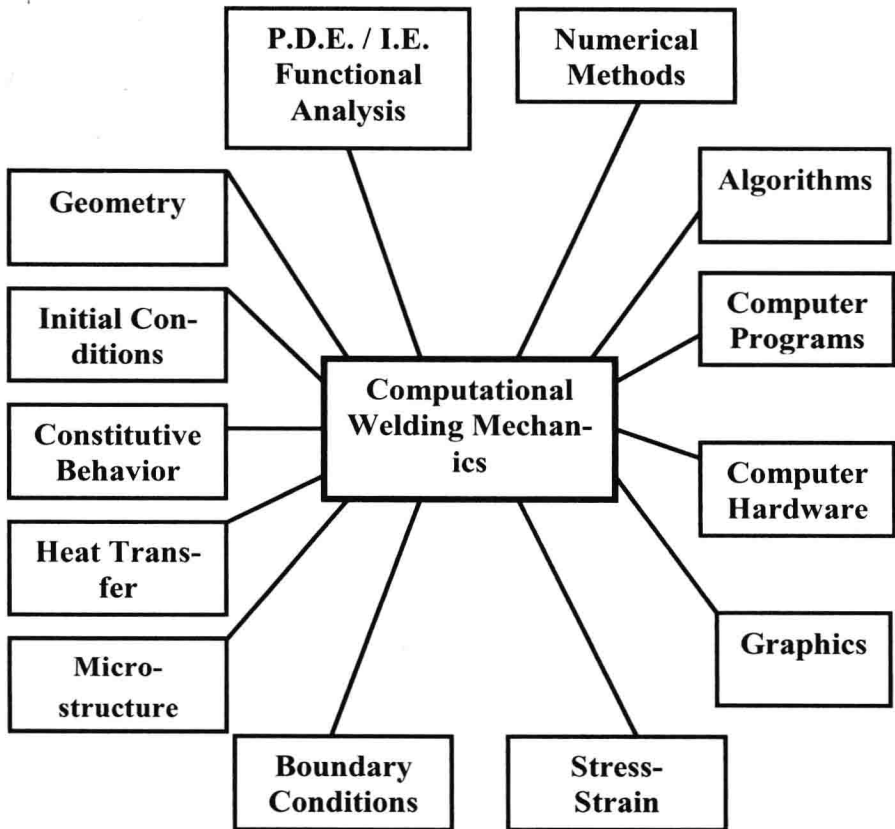 P.D.E. / I.E.
Functional
Analysis
Numerical
Methods
Geometry
Algorithms
Initial Con-
ditions
Computer
Programs
Computational
Welding Mechan-
ics
Constitutive
Behavior
Computer
Hardware
Heat Trans-
fer
Graphics
Micro-
structure
Boundary
Conditions
Stress-
Strain